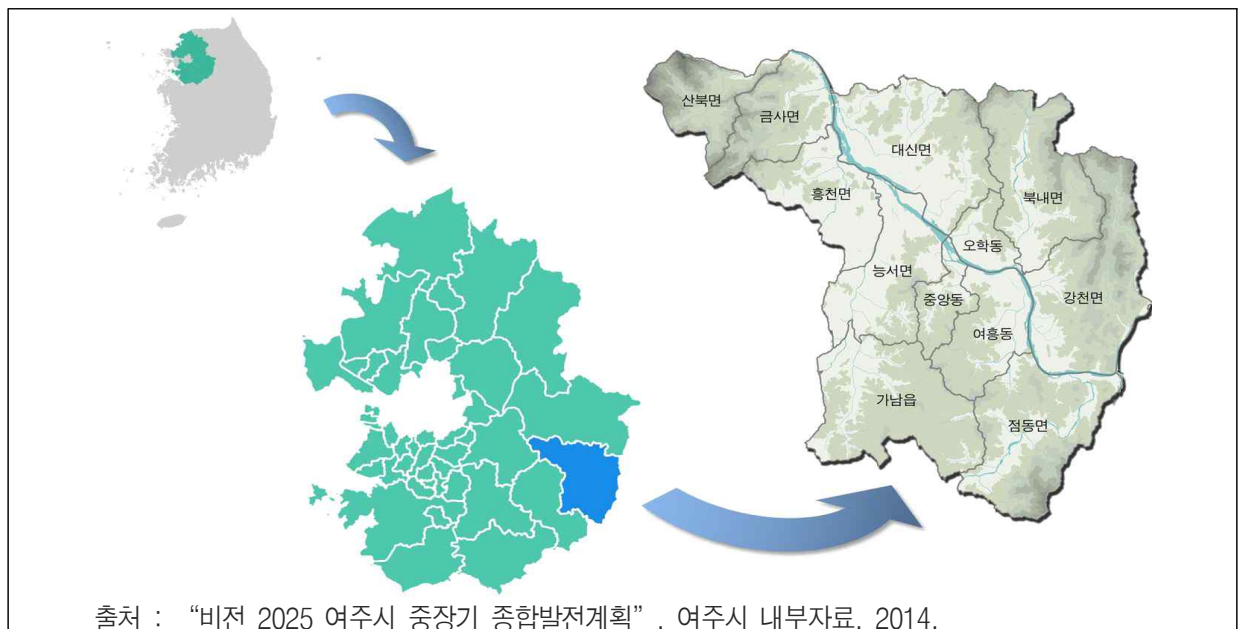 산북면
금사면
대신면
흥천면
북내면
오학동
능서면
중앙동
강천면
여흥동
가남읍
점동면
출처 : “비전 2025 여주시 중장기 종합발전계획”, 여주시 내부자료, 2014.